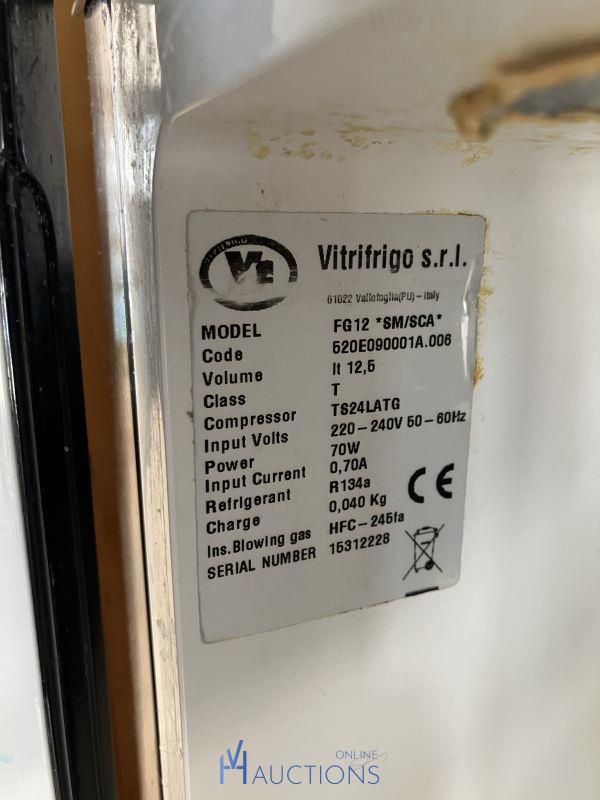 Vitrifrigo s.r.l.
61022 Vallefoglia(PU) – Italy
MODEL FG12 *SM/SCA*
Code 520E090001A.006
Volume lt 12,5
Class T
Compressor TS24LATG
Input Volts 220 – 240V 50 – 60Hz
Power 70W
Input Current 0,70A
Refrigerant R134a
Charge 0,040 Kg
Ins.Blowing gas HFC – 245fa
SERIAL NUMBER 15312228
CE
ONLINE
VH AUCTIONS